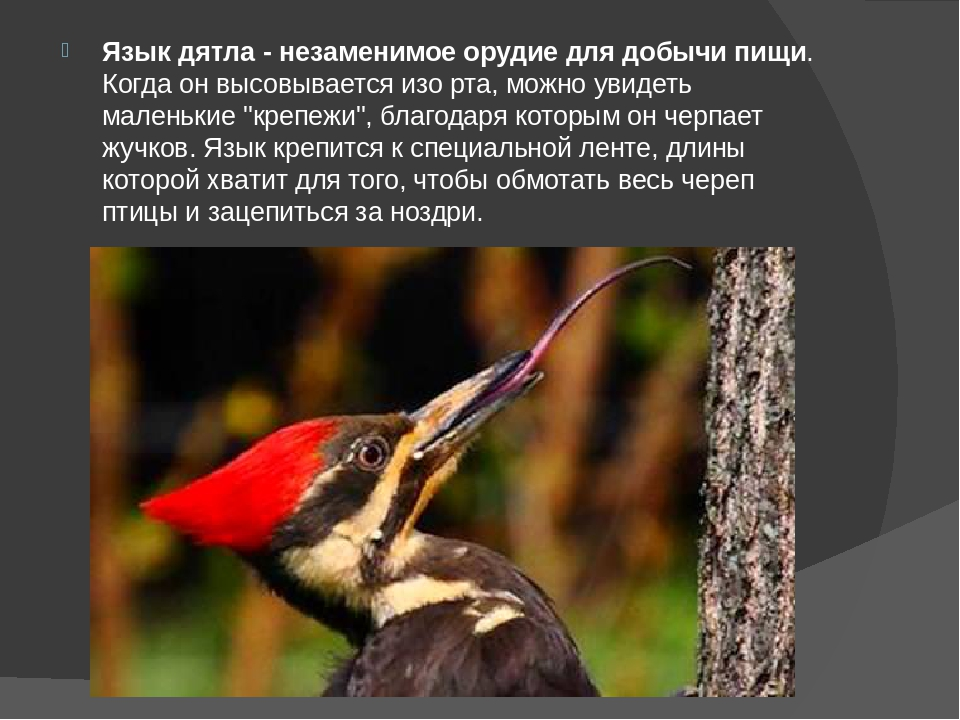 Язык дятла - незаменимое орудие для добычи пищи.
Когда он высовывается изо рта, можно увидеть
маленькие "крепежи", благодаря которым он черпает
жучков. Язык крепится к специальной ленте, длины
которой хватит для того, чтобы обмотать весь череп
птицы и зацепиться за ноздри.